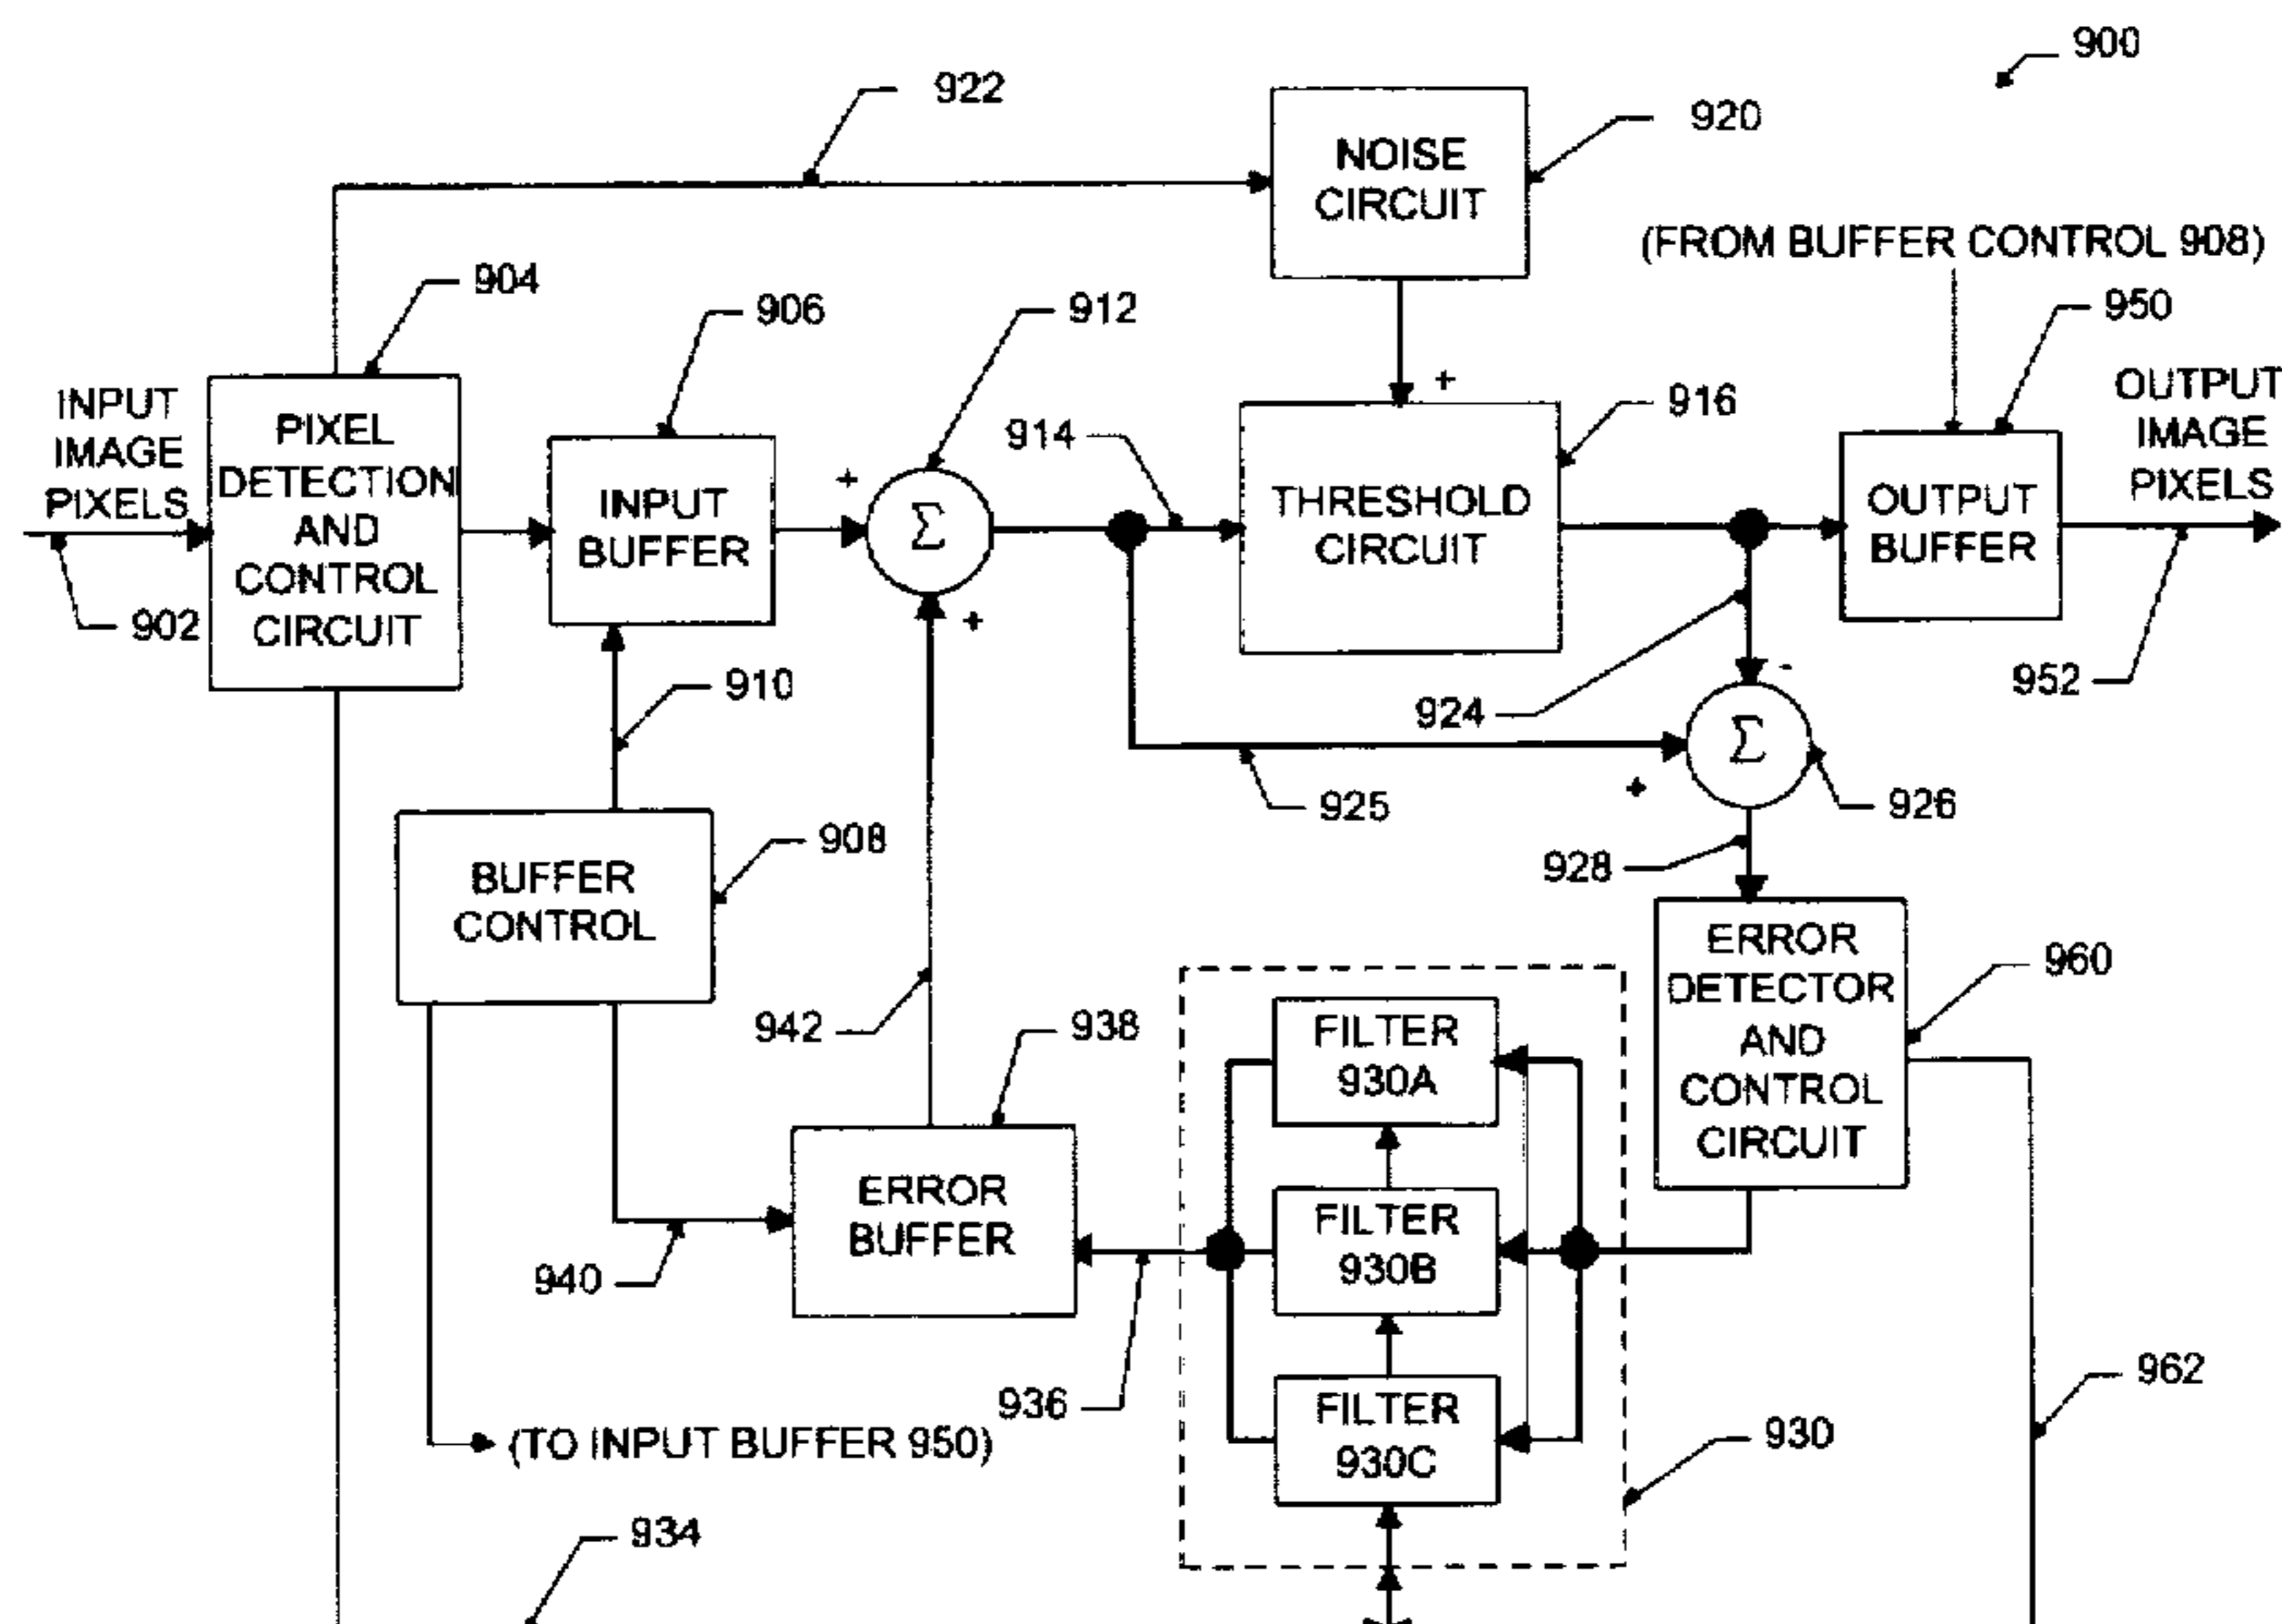 900
922
920
NOISE
CIRCUIT
(FROM BUFFER CONTROL 908)
904
906
912
950
INPUT
IMAGE
PIXELS
PIXEL
DETECTION
AND
CONTROL
CIRCUIT
INPUT
BUFFER
+
Σ
914
+
916
THRESHOLD
CIRCUIT
OUTPUT
BUFFER
OUTPUT
IMAGE
PIXELS
902
910
+
924
-
Σ
952
925
+
926
908
BUFFER
CONTROL
928
ERROR
DETECTOR
AND
CONTROL
CIRCUIT
960
942
938
FILTER
930A
ERROR
BUFFER
FILTER
930B
940
936
FILTER
930C
962
(TO INPUT BUFFER 950)
930
934